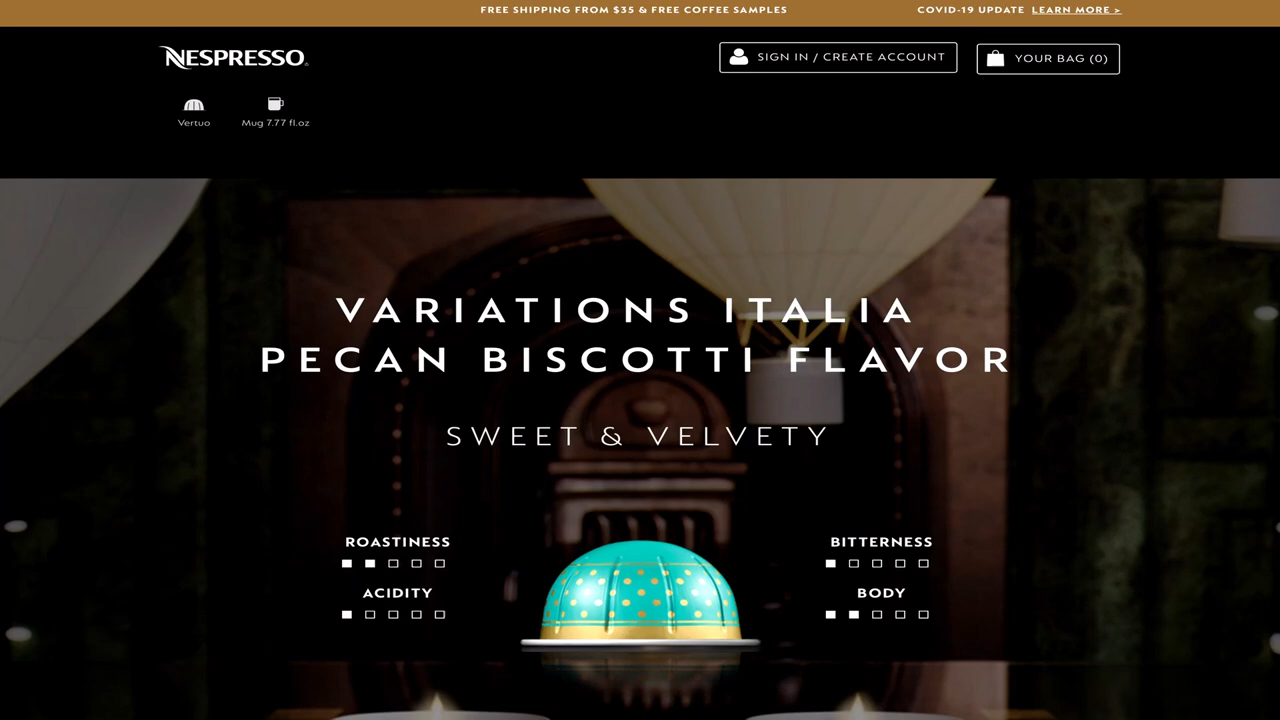 FREE SHIPPING FROM $35 & FREE COFFEE SAMPLES
COVID-19 UPDATE LEARN MORE >
NESPRESSO.
SIGN IN / CREATE ACCOUNT
YOUR BAG (0)
Vertuo
Mug 7.77 fl.oz
VARIATIONS ITALIA
PECAN BISCOTTI FLAVOR
SWEET & VELVETY
ROASTINESS
ACIDITY
BITTERNESS
BODY